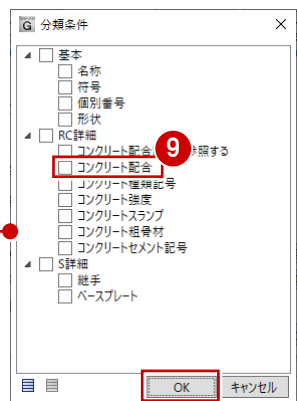 G 分類条件
基本
名称
符号
個別番号
形状
RC詳細
コンクリート配合 照する
9
コンクリート配合
コンクリート種類記号
コンクリート強度
コンクリートスランプ
コンクリート粗骨材
コンクリートセメント記号
S詳細
継手
ベースプレート
OK キャンセル